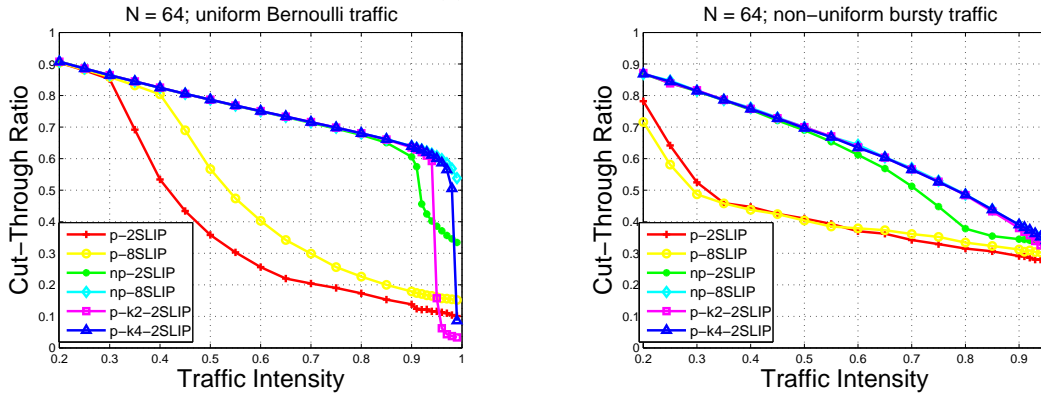 N = 64; uniform Bernoulli traffic
1
0.9
0.8
0.7
0.6
0.5
0.4
0.3
0.2
0.1
0
Cut−Through Ratio
p−2SLIP
p−8SLIP
np−2SLIP
np−8SLIP
p−k2−2SLIP
p−k4−2SLIP
0.2 0.3 0.4 0.5 0.6 0.7 0.8 0.9 1
Traffic Intensity
N = 64; non−uniform bursty traffic
1
0.9
0.8
0.7
0.6
0.5
0.4
0.3
0.2
0.1
0
Cut−Through Ratio
p−2SLIP
p−8SLIP
np−2SLIP
np−8SLIP
p−k2−2SLIP
p−k4−2SLIP
0.2 0.3 0.4 0.5 0.6 0.7 0.8 0.9
Traffic Intensity